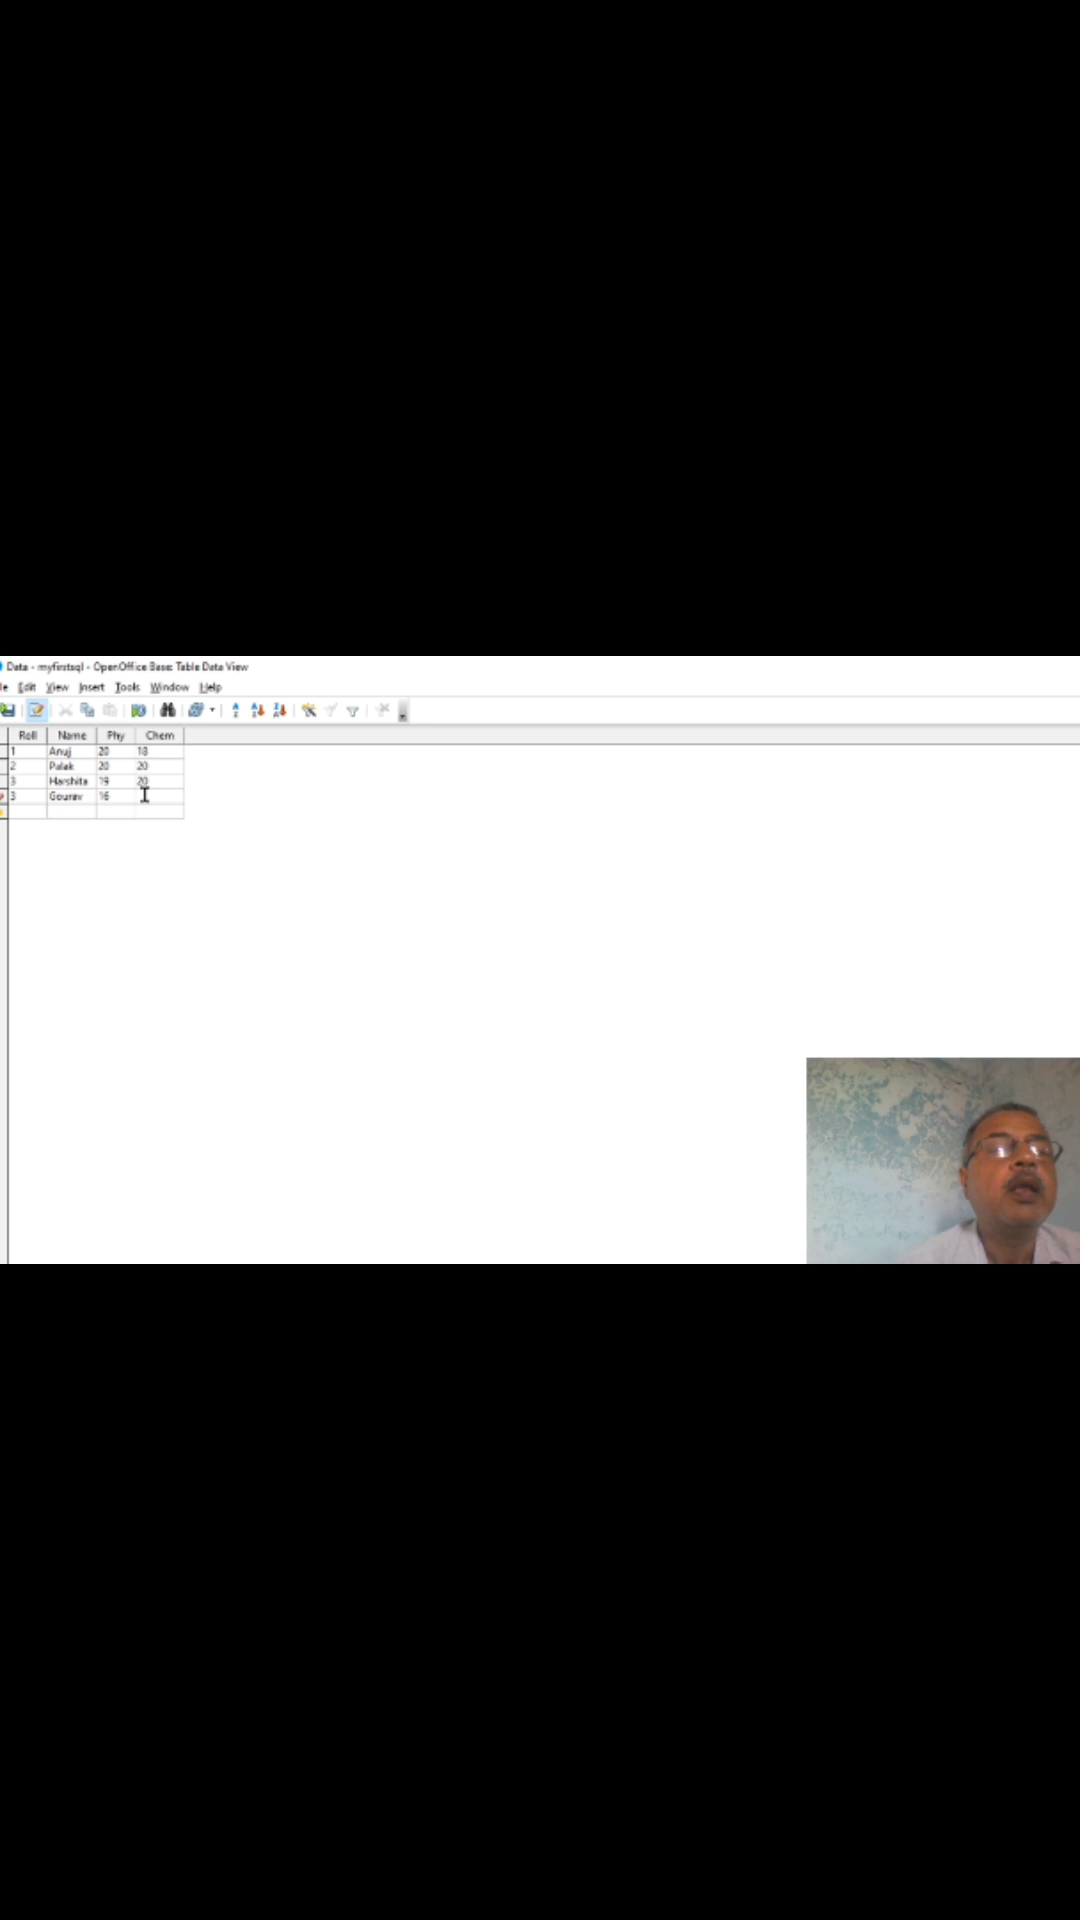 Data - myfirstsql - OpenOffice Base: Table Data View
le Edit View Insert Tools Window Help
Roll Name Phy Chem
1 Anuj 20 18
2 Palak 20 20
3 Harshita 19 20
3 Gourav 16